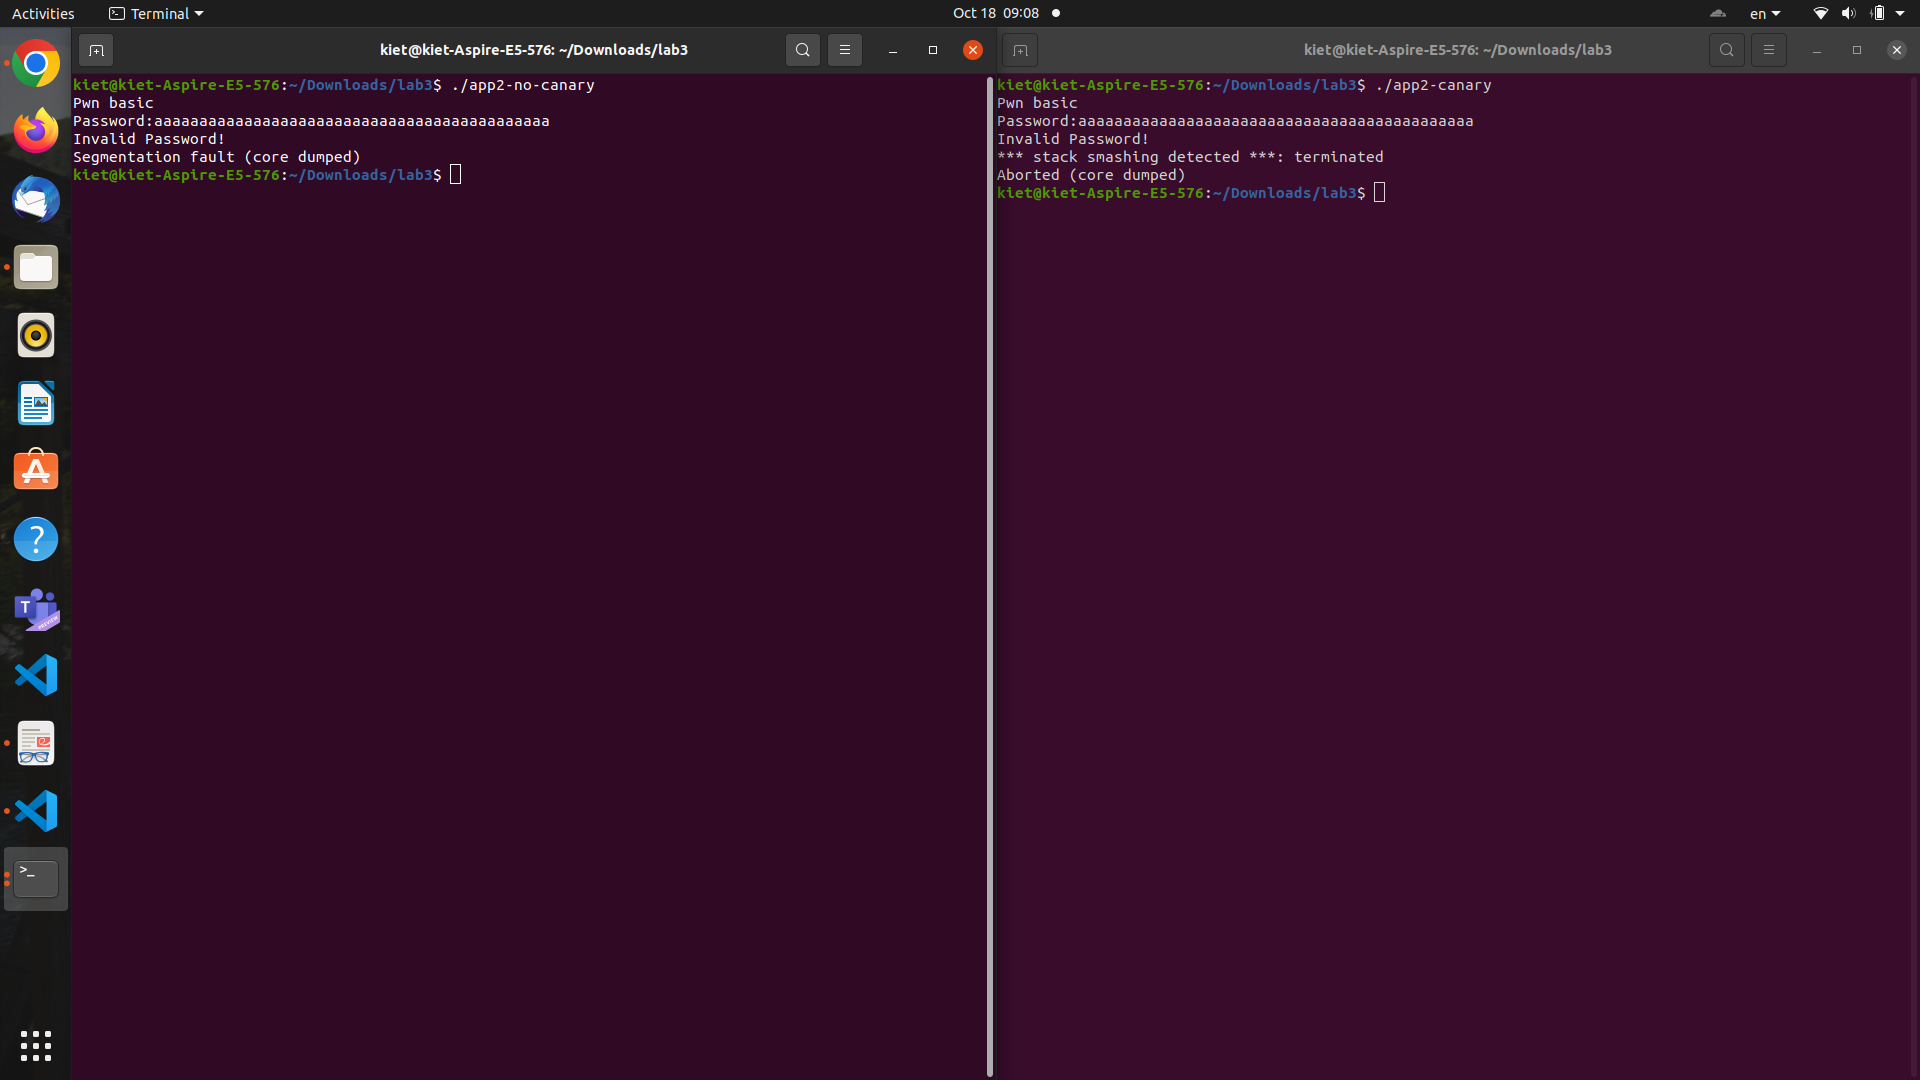 Activities
Terminal
Oct 18 09:08
en
kiet@kiet-Aspire-E5-576: ~/Downloads/lab3
kiet@kiet-Aspire-E5-576:~/Downloads/lab3$ ./app2-no-canary
Pwn basic
Password:aaaaaaaaaaaaaaaaaaaaaaaaaaaaaaaaaaaaaaaaaaaa
Invalid Password!
Segmentation fault (core dumped)
kiet@kiet-Aspire-E5-576:~/Downloads/lab3$
kiet@kiet-Aspire-E5-576: ~/Downloads/lab3
kiet@kiet-Aspire-E5-576:~/Downloads/lab3$ ./app2-canary
Pwn basic
Password:aaaaaaaaaaaaaaaaaaaaaaaaaaaaaaaaaaaaaaaaaaaa
Invalid Password!
*** stack smashing detected ***: terminated
Aborted (core dumped)
kiet@kiet-Aspire-E5-576:~/Downloads/lab3$